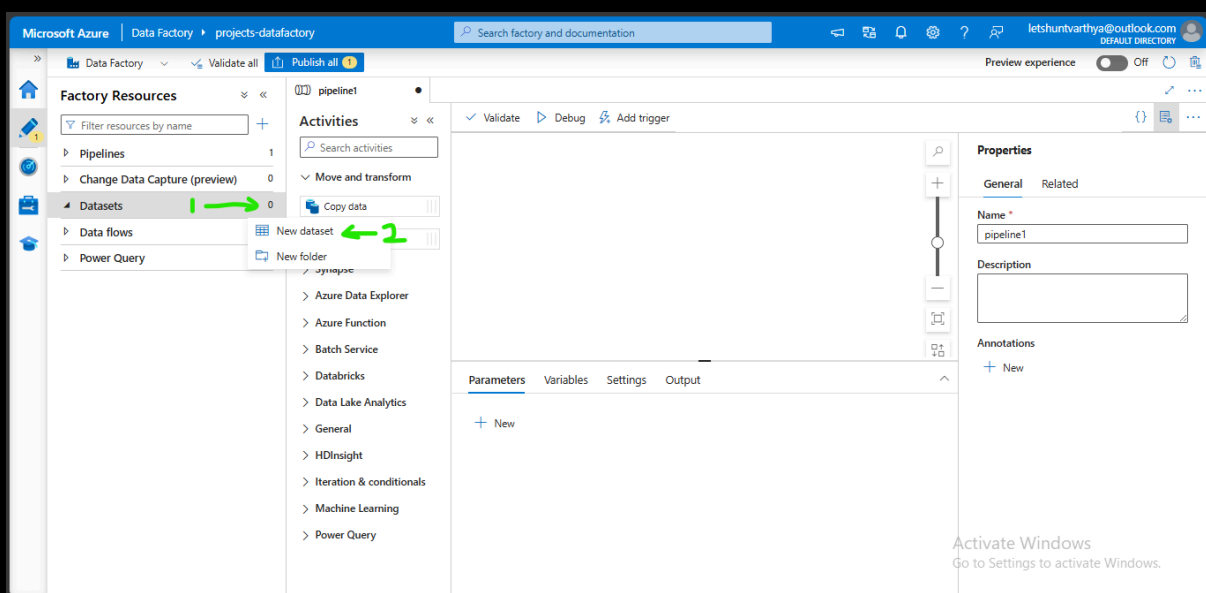 Microsoft Azure
Data Factory
projects-datafactory
Search factory and documentation
letshuntvarthya@outlook.com
DEFAULT DIRECTORY
Data Factory
Validate all
Publish all 1
Preview experience
Off
1
Factory Resources
Filter resources by name
Pipelines 1
Change Data Capture (preview) 0
Datasets 1 0
New dataset 2
New folder
Data flows
Power Query
pipeline1
Activities
Search activities
Move and transform
Copy data
Synapse
Azure Data Explorer
Azure Function
Batch Service
Databricks
Data Lake Analytics
General
HDInsight
Iteration & conditionals
Machine Learning
Power Query
Validate
Debug
Add trigger
{}
Parameters Variables Settings Output
New
Properties
General Related
Name *
pipeline1
Description
Annotations
New
Activate Windows
Go to Settings to activate Windows.